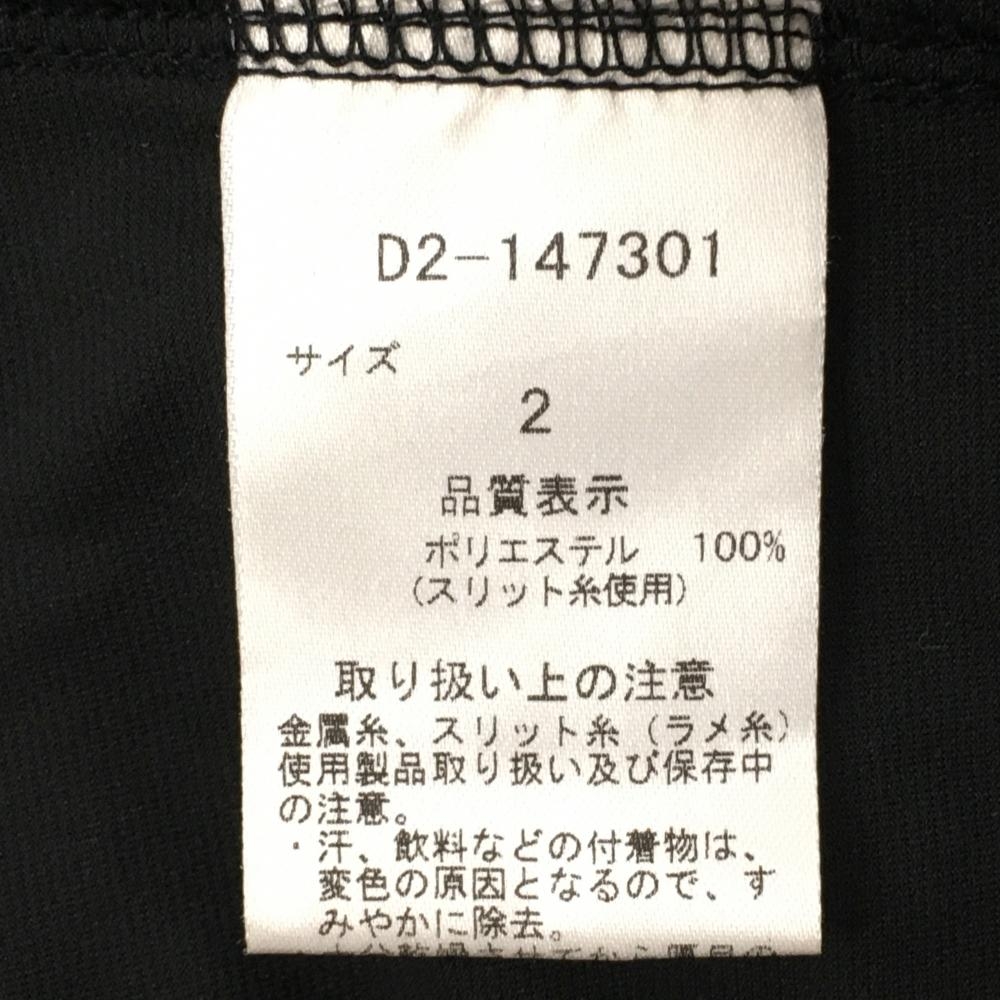 D2-147301
サイズ
2
品質表示
ポリエステル 100%
(スリット糸使用)
取り扱い上の注意
金属糸、スリット糸(ラメ糸)
使用製品取り扱い及び保存中
の注意。
・汗、飲料などの付着物は、
変色の原因となるので、す
みやかに除去。